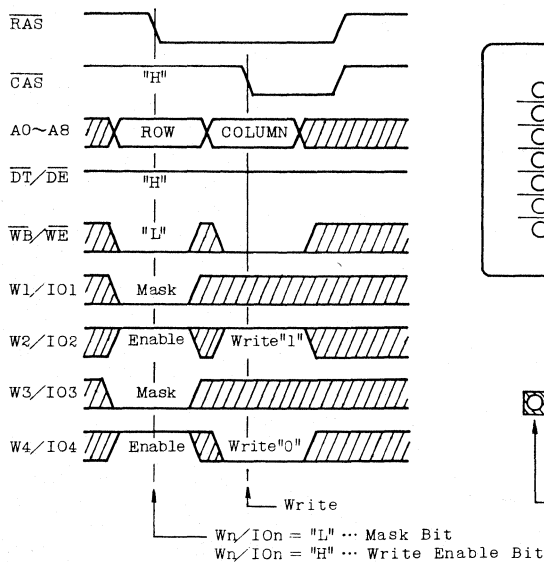 RAS
CAS "H"
A0~A8 ROW COLUMN
DT/DE "H"
WB/WE "L"
W1/IO1 Mask
W2/IO2 Enable Write"1"
W3/IO3 Mask
W4/IO4 Enable Write"0"
Write
Wn/IOn = "L" ··· Mask Bit
Wn/IOn = "H" ··· Write Enable Bit